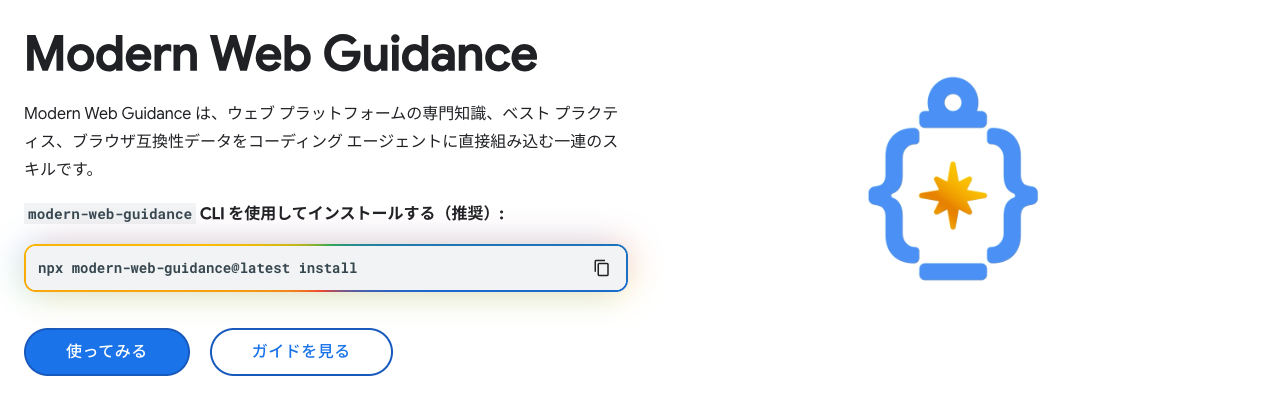 Modern Web Guidance
Modern Web Guidance は、ウェブ プラットフォームの専門知識、ベスト プラクテ
ィス、ブラウザ互換性データをコーディング エージェントに直接組み込む一連のス
キルです。
modern-web-guidance CLI を使用してインストールする（推奨）:
npx modern-web-guidance@latest install
使ってみる
ガイドを見る